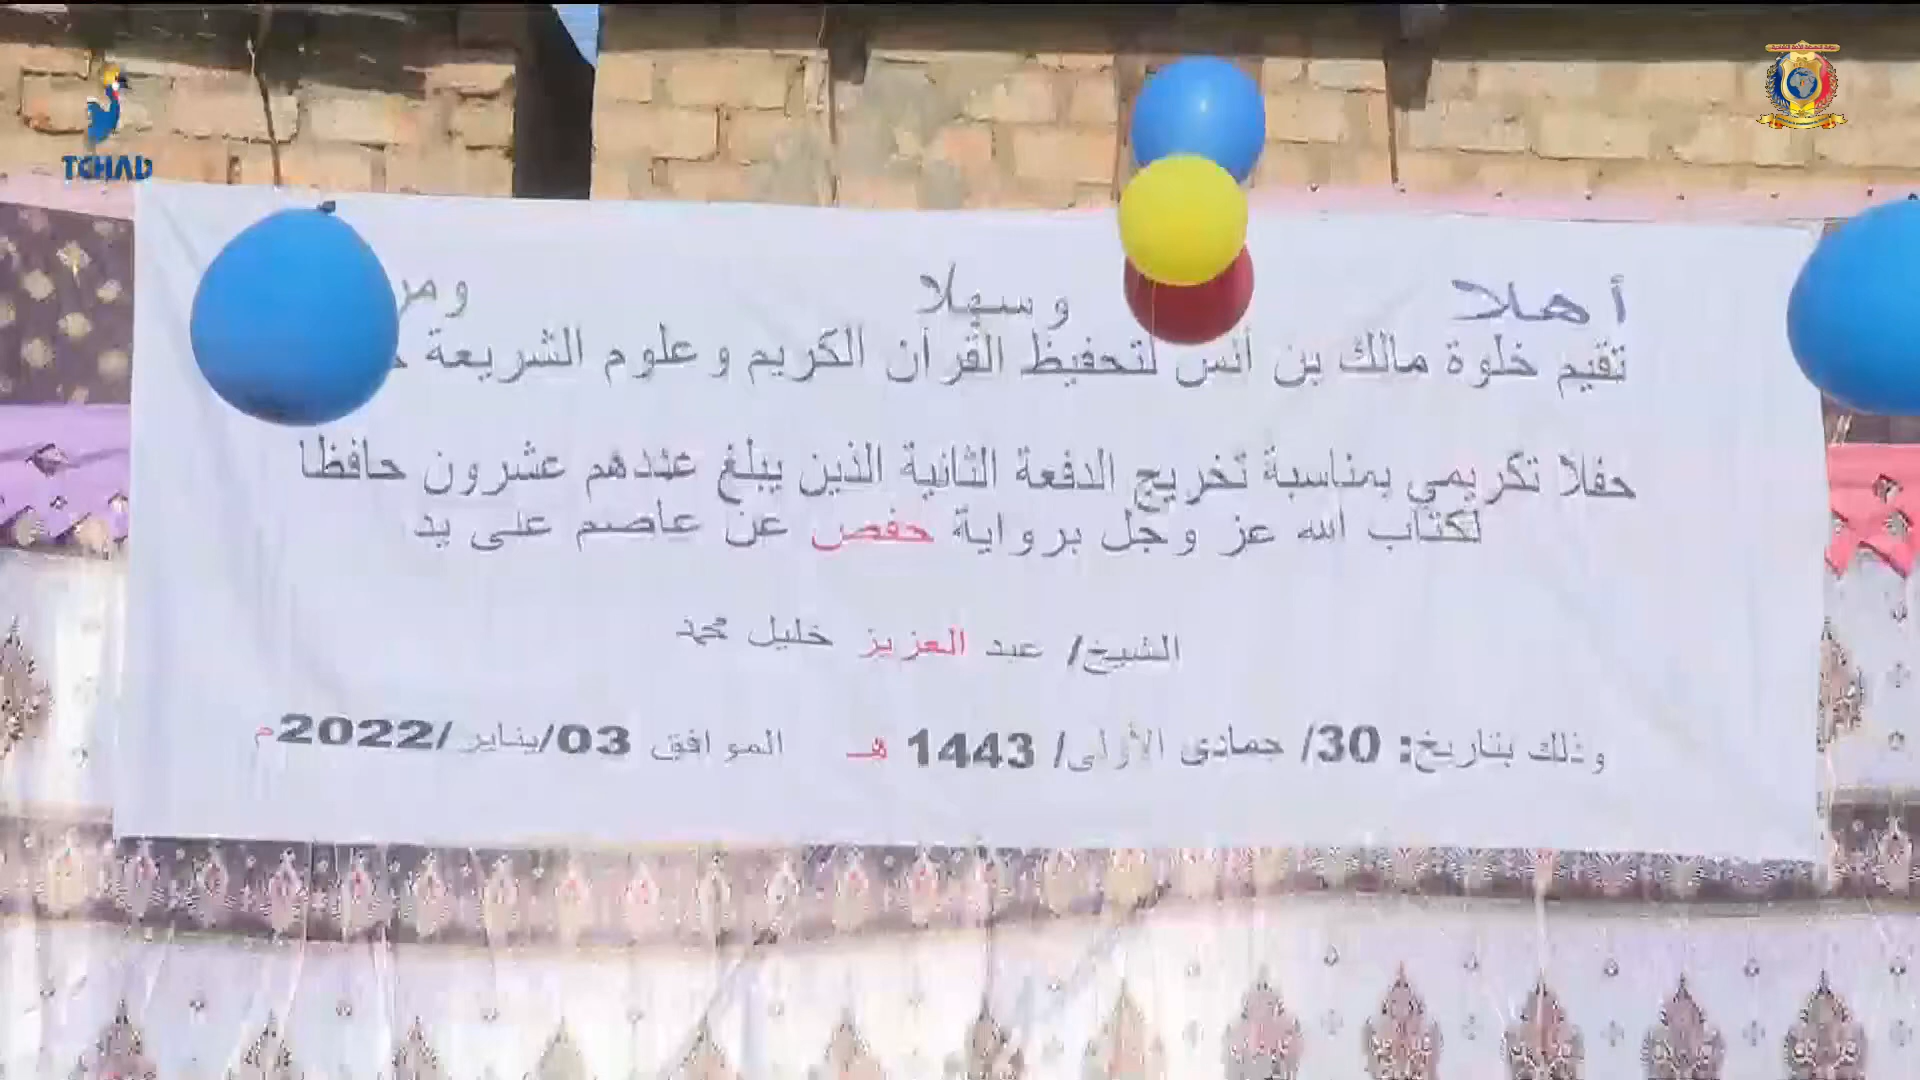 TCHAD
أهلا وسهلا
تقيم خلوة مالك بن أنس لتحفيظ القرآن الكريم وعلوم الشريعة
حفلا تكريمي بمناسبة تخريج الدفعة الثانية الذين يبلغ عددهم عشرون حافظا
لكتاب الله عز وجل برواية حفص عن عاصم على يد
الشيخ/ عبد العزيز خليل محمد
وذلك بتاريخ: 30/ جمادى الأولى/ 1443 هـ الموافق 03/يناير/2022م